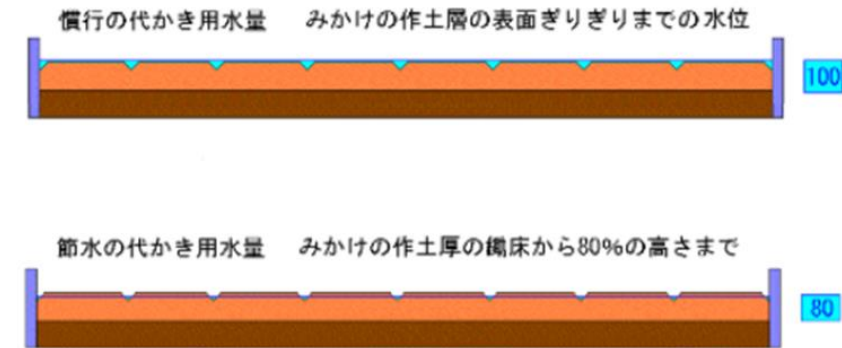 慣行の代かき用水量 みかけの作土層の表面ぎりぎりまでの水位
100
節水の代かき用水量 みかけの作土厚の鋤床から80%の高さまで
80